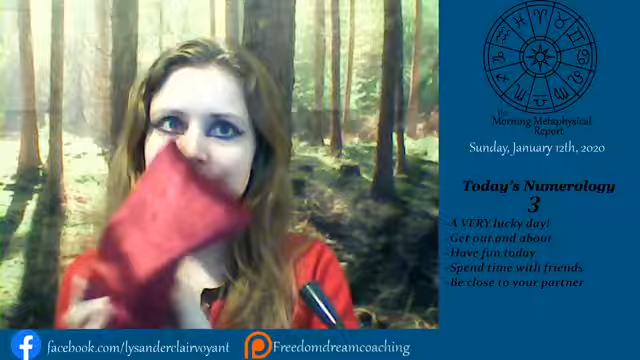 The
Morning Metaphysical
Report
Sunday, January 12th, 2020
Today's Numerology
3
-A VERY lucky day!
-Get out and about
-Have fun today
-Spend time with friends
-Be close to your partner
facebook.com/lysanderclairvoyant
Freedomdreamcoaching